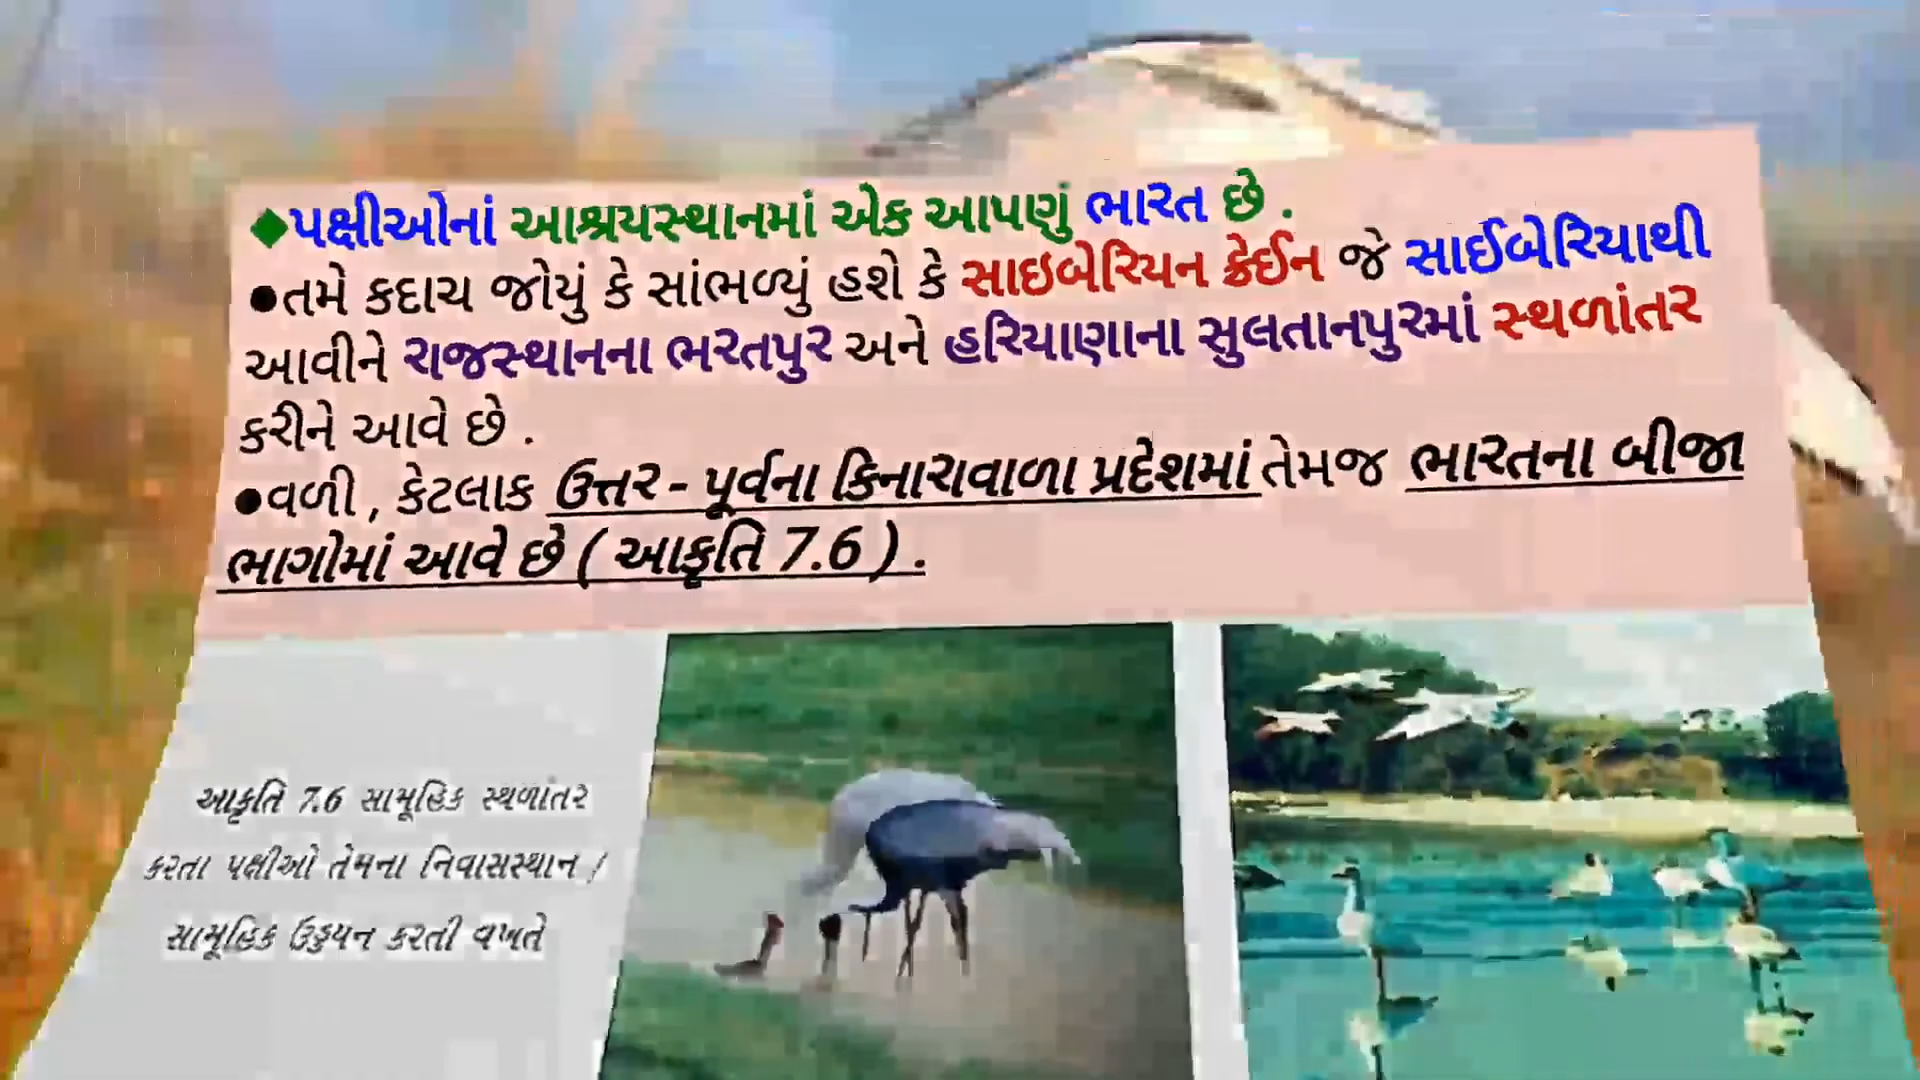 ◆પક્ષીઓનાં આશ્રયસ્થાનમાં એક આપણું ભારત છે .
●તમે કદાચ જોયું કે સાંભળ્યું હશે કે સાઇબેરિયન ક્રેઈન જે સાઈબેરિયાથી
આવીને રાજસ્થાનના ભરતપુર અને હરિયાણાના સુલતાનપુરમાં સ્થળાંતર
કરીને આવે છે .
●વળી , કેટલાક ઉત્તર - પૂર્વના કિનારાવાળા પ્રદેશમાં તેમજ ભારતના બીજા
ભાગોમાં આવે છે ( આકૃતિ 7.6 ) .
આકૃતિ 7.6 સામૂહિક સ્થળાંતર
કરતા પક્ષીઓ તેમના નિવાસસ્થાન /
સામૂહિક ઉડ્ડયન કરતી વખતે